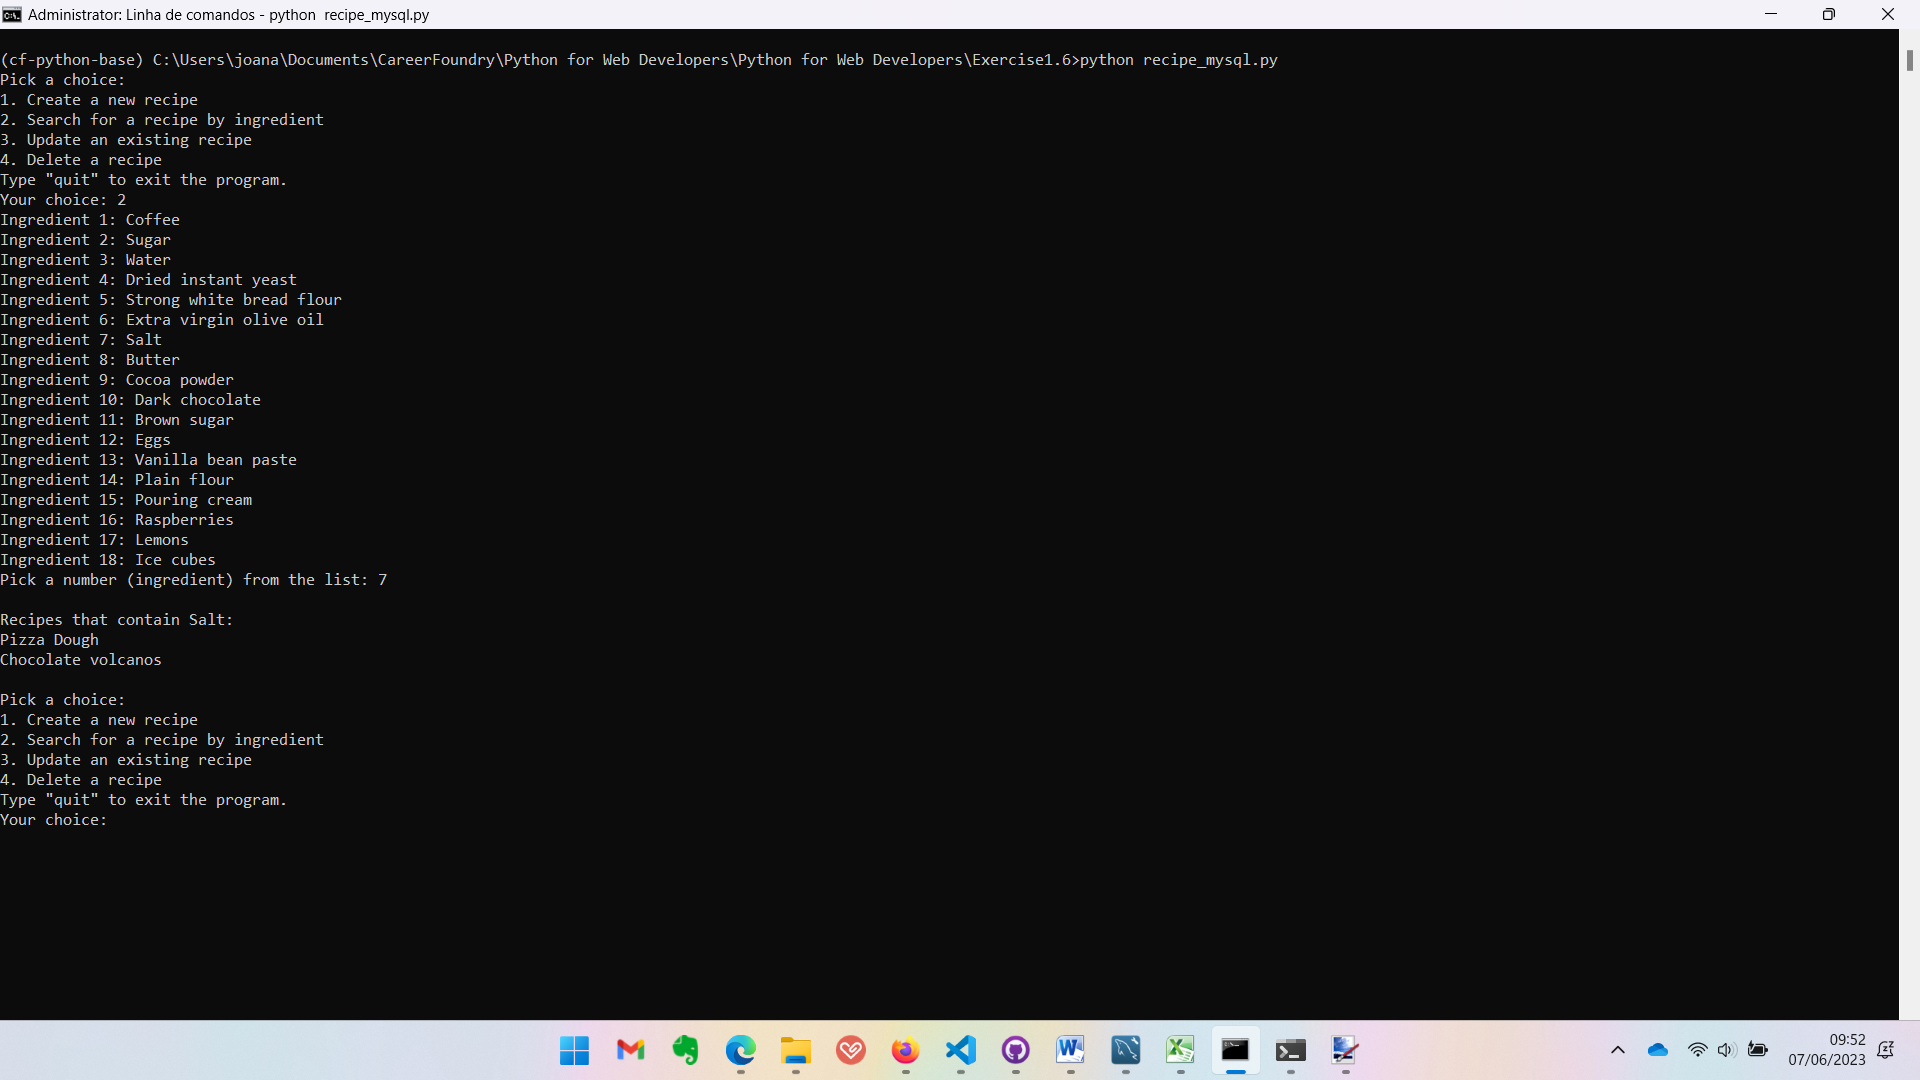 Administrator: Linha de comandos - python  recipe_mysql.py
(cf-python-base) C:\Users\joana\Documents\CareerFoundry\Python for Web Developers\Python for Web Developers\Exercise1.6>python recipe_mysql.py
Pick a choice:
1. Create a new recipe
2. Search for a recipe by ingredient
3. Update an existing recipe
4. Delete a recipe
Type "quit" to exit the program.
Your choice: 2
Ingredient 1: Coffee
Ingredient 2: Sugar
Ingredient 3: Water
Ingredient 4: Dried instant yeast
Ingredient 5: Strong white bread flour
Ingredient 6: Extra virgin olive oil
Ingredient 7: Salt
Ingredient 8: Butter
Ingredient 9: Cocoa powder
Ingredient 10: Dark chocolate
Ingredient 11: Brown sugar
Ingredient 12: Eggs
Ingredient 13: Vanilla bean paste
Ingredient 14: Plain flour
Ingredient 15: Pouring cream
Ingredient 16: Raspberries
Ingredient 17: Lemons
Ingredient 18: Ice cubes
Pick a number (ingredient) from the list: 7
Recipes that contain Salt:
Pizza Dough
Chocolate volcanos
Pick a choice:
1. Create a new recipe
2. Search for a recipe by ingredient
3. Update an existing recipe
4. Delete a recipe
Type "quit" to exit the program.
Your choice:
09:52
07/06/2023